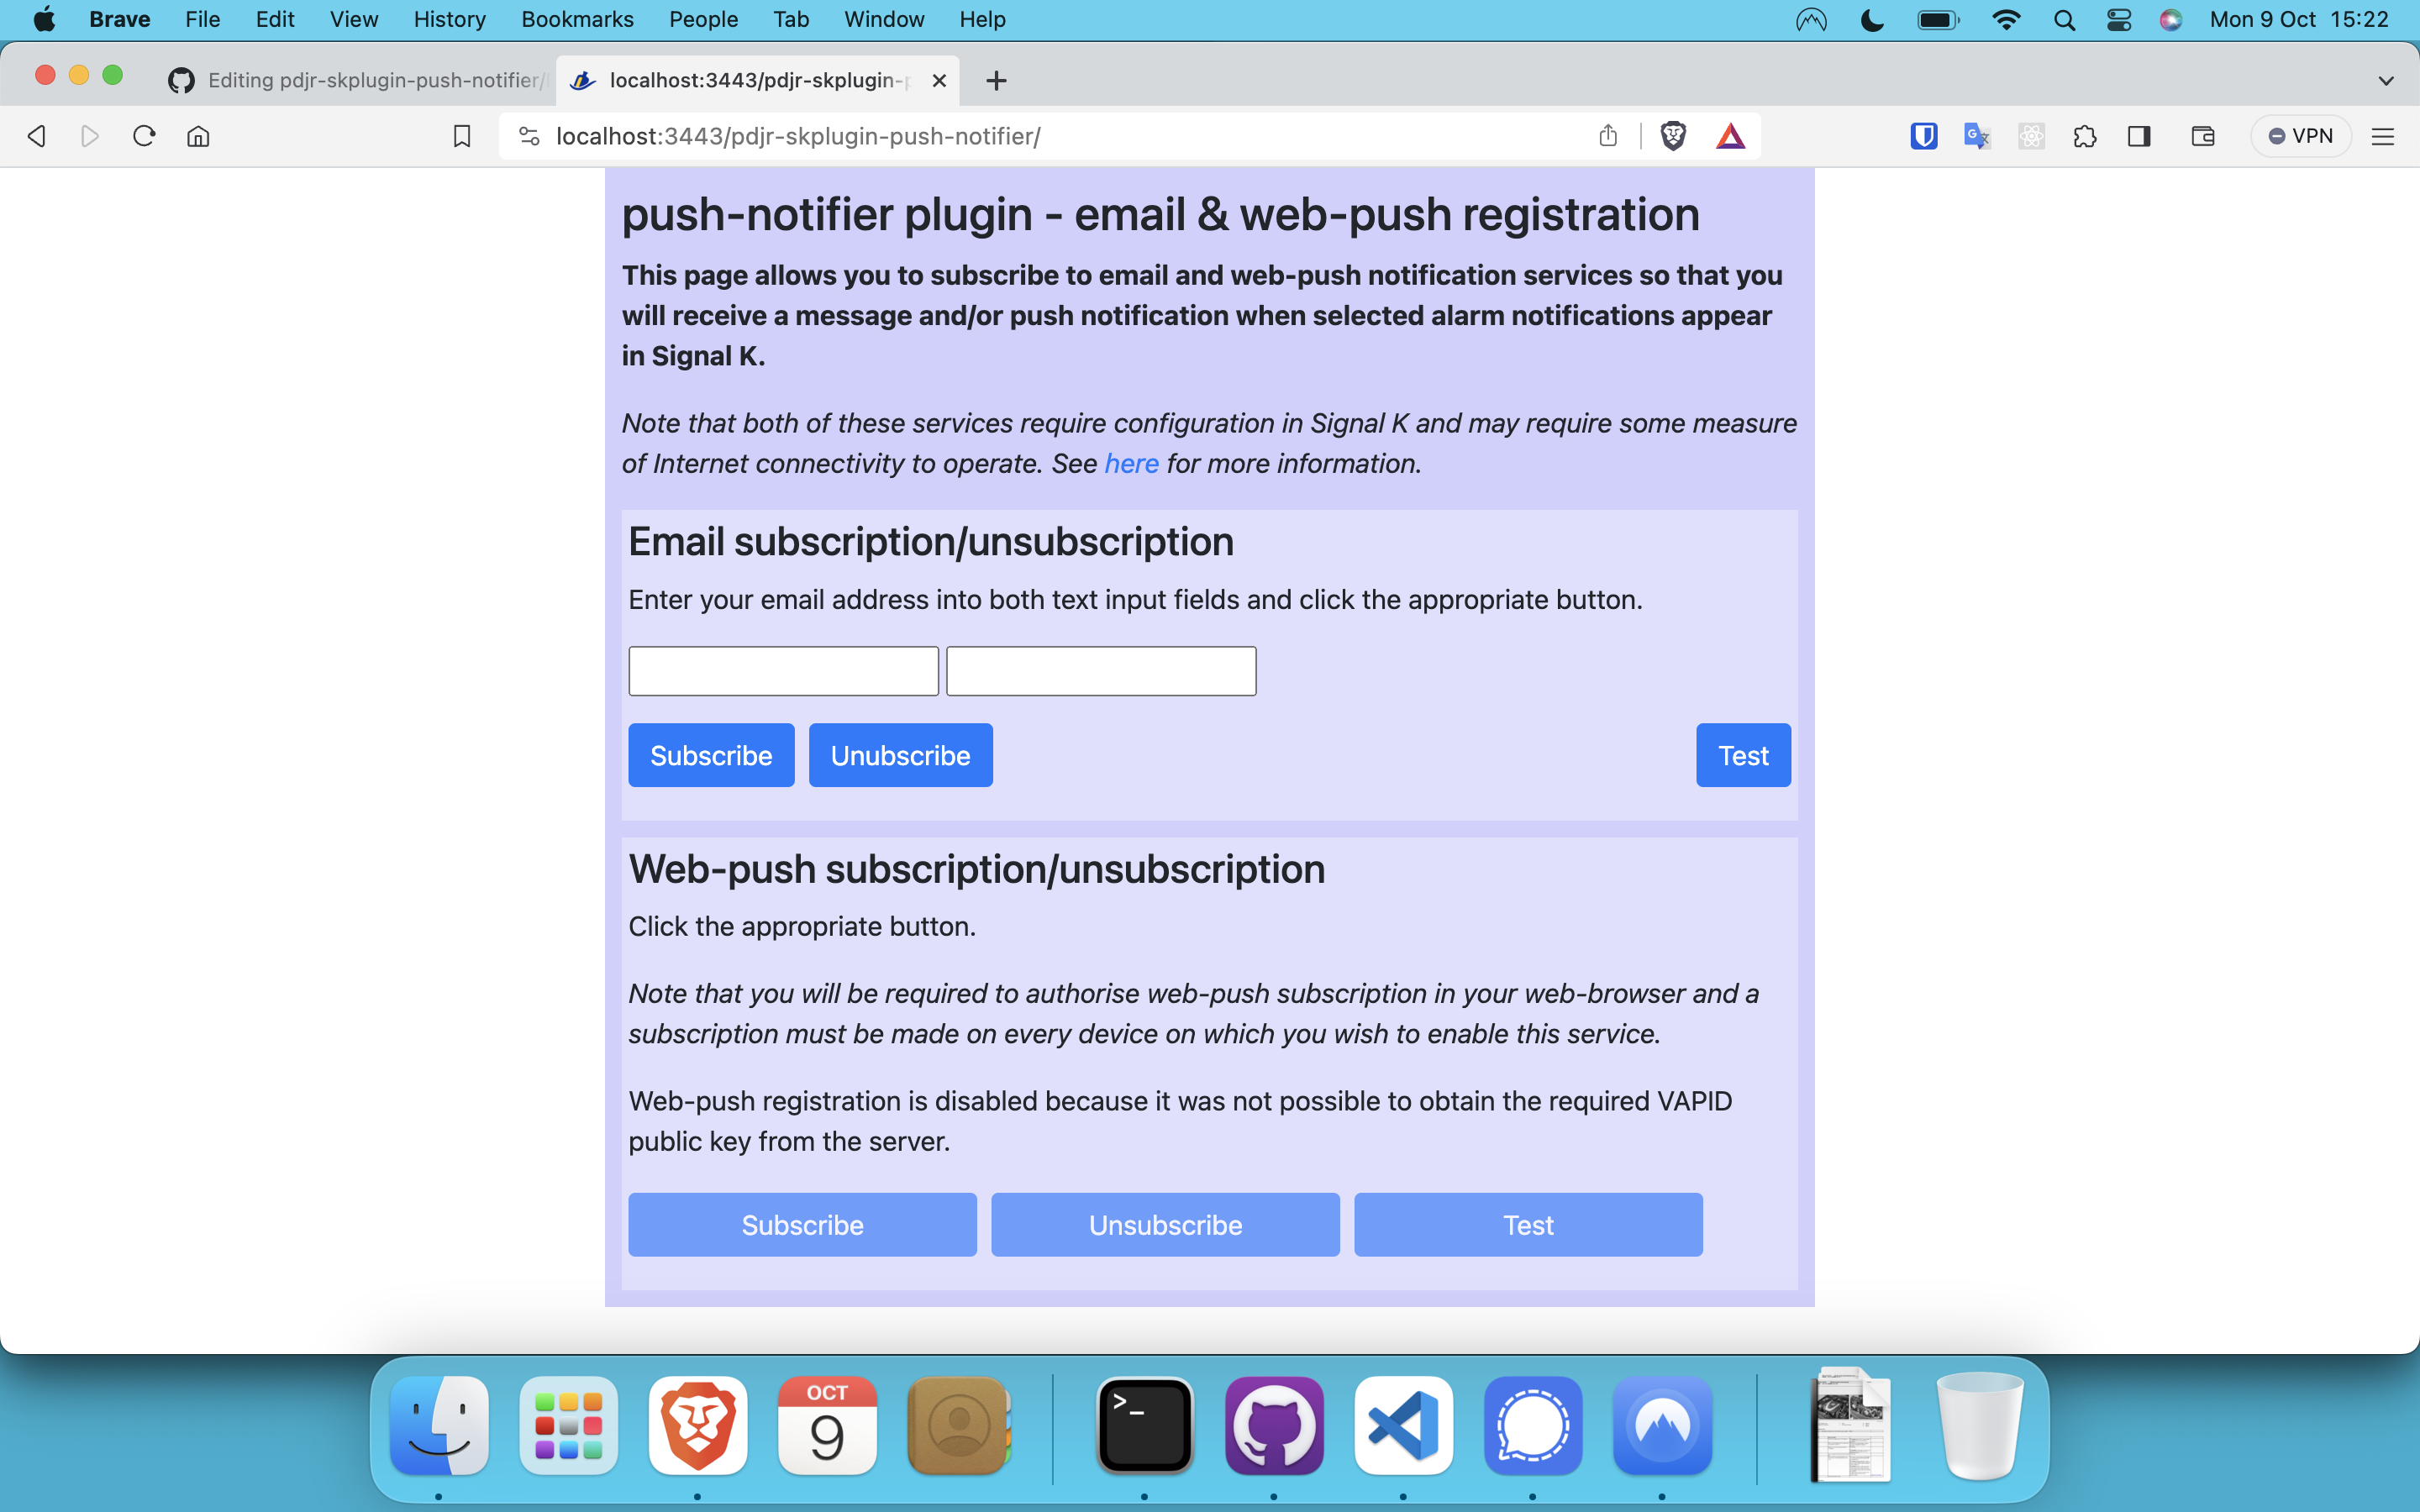 Brave File Edit View History Bookmarks People Tab Window Help Mon 9 Oct 15:22
Editing pdjr-skplugin-push-notifier/ localhost:3443/pdjr-skplugin-p
localhost:3443/pdjr-skplugin-push-notifier/ VPN
push-notifier plugin - email & web-push registration
This page allows you to subscribe to email and web-push notification services so that you
will receive a message and/or push notification when selected alarm notifications appear
in Signal K.
Note that both of these services require configuration in Signal K and may require some measure
of Internet connectivity to operate. See here for more information.
Email subscription/unsubscription
Enter your email address into both text input fields and click the appropriate button.
Subscribe Unubscribe Test
Web-push subscription/unsubscription
Click the appropriate button.
Note that you will be required to authorise web-push subscription in your web-browser and a
subscription must be made on every device on which you wish to enable this service.
Web-push registration is disabled because it was not possible to obtain the required VAPID
public key from the server.
Subscribe Unsubscribe Test
OCT
9
>_